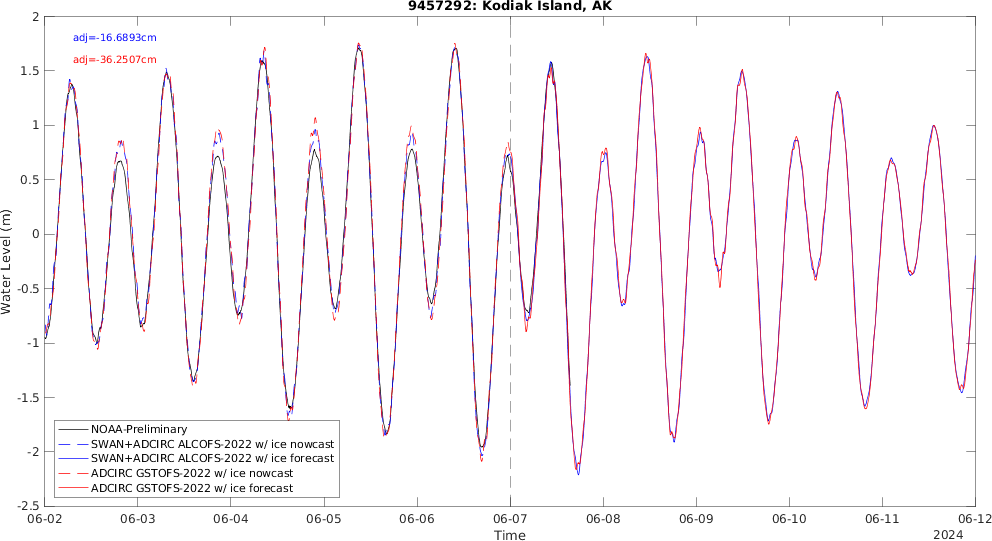 9457292: Kodiak Island, AK
adj=-16.6893cm
adj=-36.2507cm
Water Level (m)
2
1.5
1
0.5
0
-0.5
-1
-1.5
-2
-2.5
NOAA-Preliminary
SWAN+ADCIRC ALCOFS-2022 w/ ice nowcast
SWAN+ADCIRC ALCOFS-2022 w/ ice forecast
ADCIRC GSTOFS-2022 w/ ice nowcast
ADCIRC GSTOFS-2022 w/ ice forecast
06-02 06-03 06-04 06-05 06-06 06-07 06-08 06-09 06-10 06-11 06-12
Time
2024